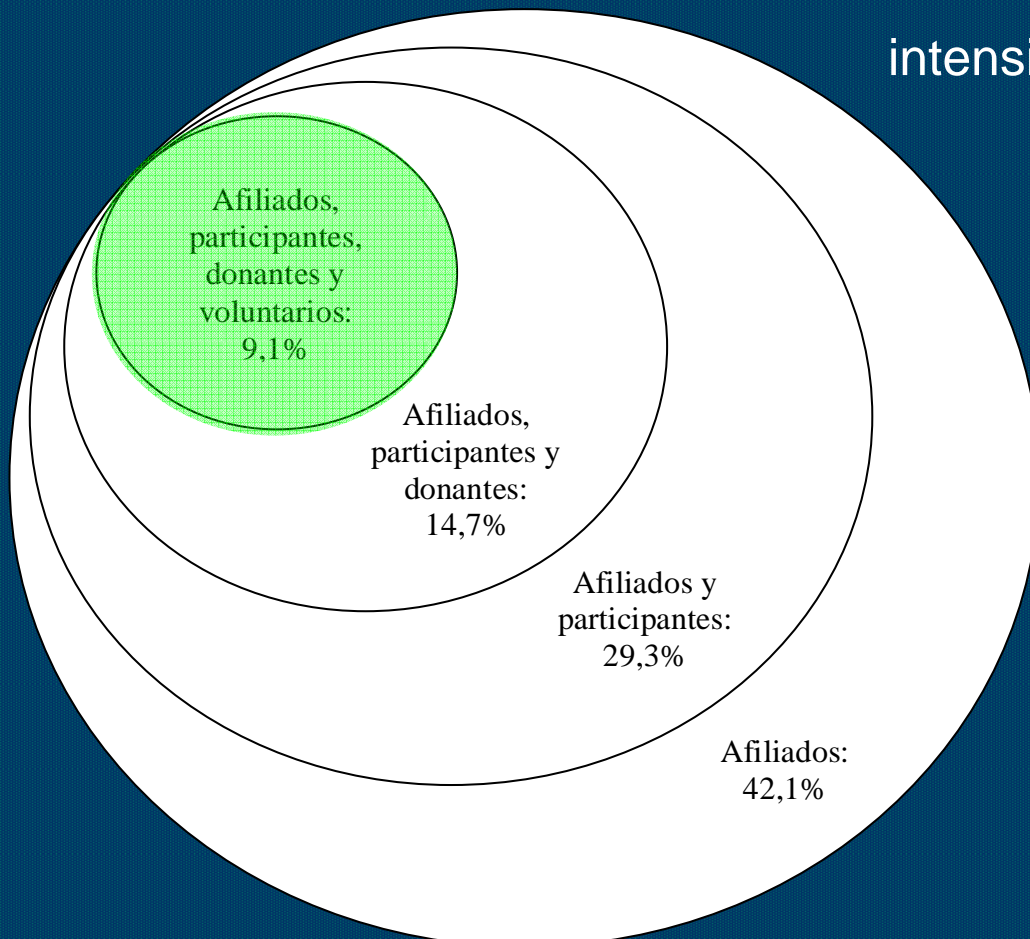 intensi
Afiliados,
participantes,
donantes y
voluntarios:
9,1%
Afiliados,
participantes y
donantes:
14,7%
Afiliados y
participantes:
29,3%
Afiliados:
42,1%